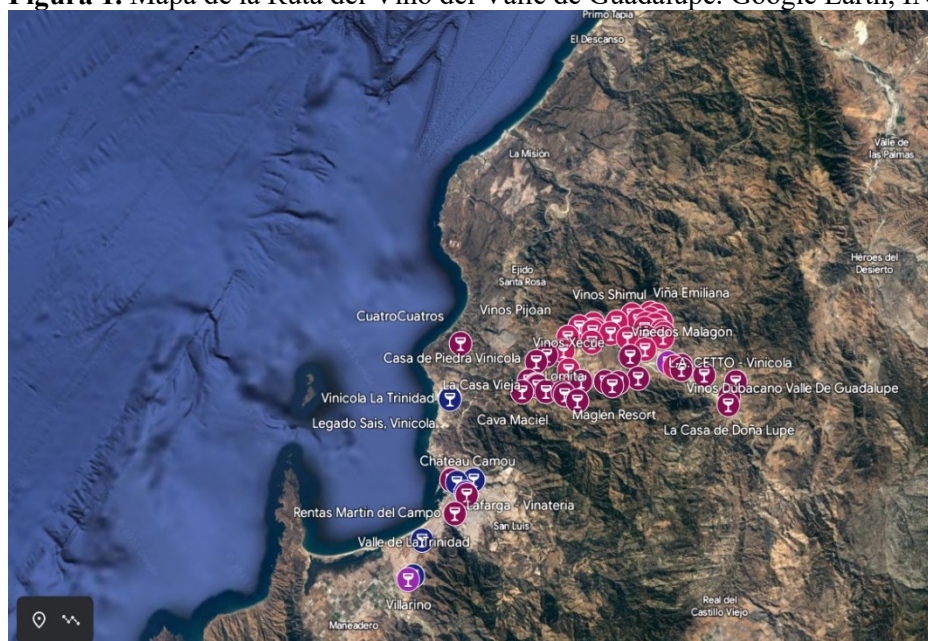 Figura 1. Mapa de la Ruta del Vino del Valle de Guadalupe. Google Earth,
Primo Tapia
El Descanso
La Misión
Valle de
las Palmas
Heroes del
Desierto
Ejido
Santa Rosa
Vinos Shimul
Viña Emiliana
CuatroCuatros
Vinos Pijoan
Viñedos Malagon
Vinos Xecue
Casa de Piedra Vinicola
L.A. CETTO - Vinicola
Lomita
La Casa Vieja
Vinos Dubacano Valle De Guadalupe
Vinicola La Trinidad
Legado Sais, Vinicola
Cava Maciel
Maglén Resort
La Casa de Doña Lupe
Chateau Camou
Lafarga - Vinateria
Rentas Martin del Campo
San Luis
Valle de La Trinidad
Villarino
Maneadero
Real del
Castillo Viejo